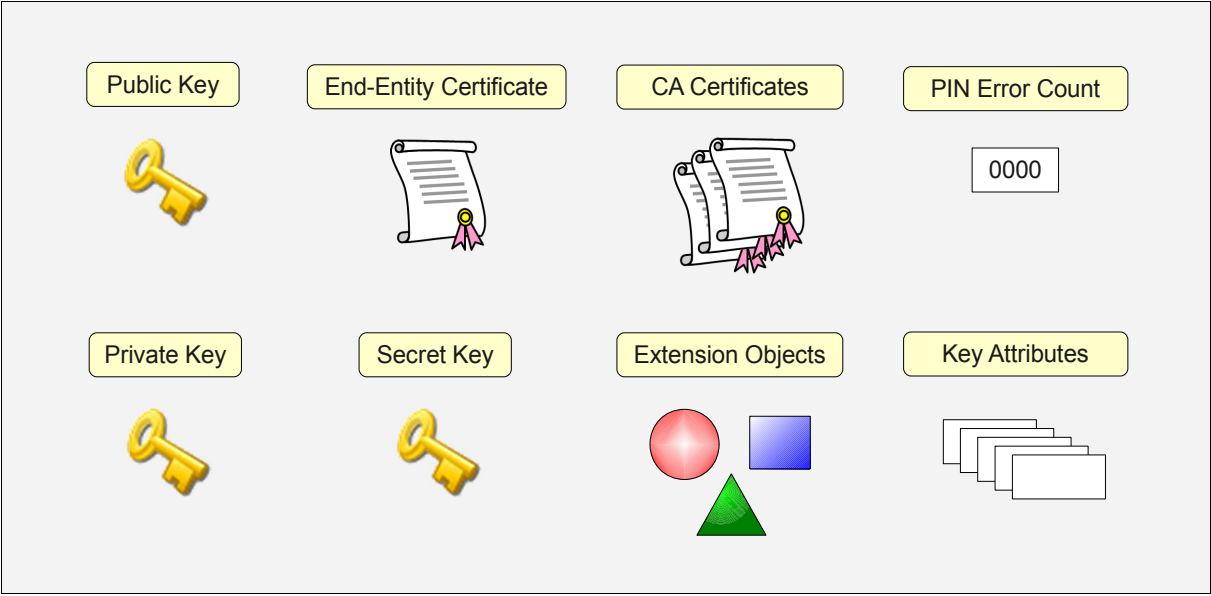 Public Key
End-Entity Certificate
CA Certificates
PIN Error Count
0000
Private Key
Secret Key
Extension Objects
Key Attributes